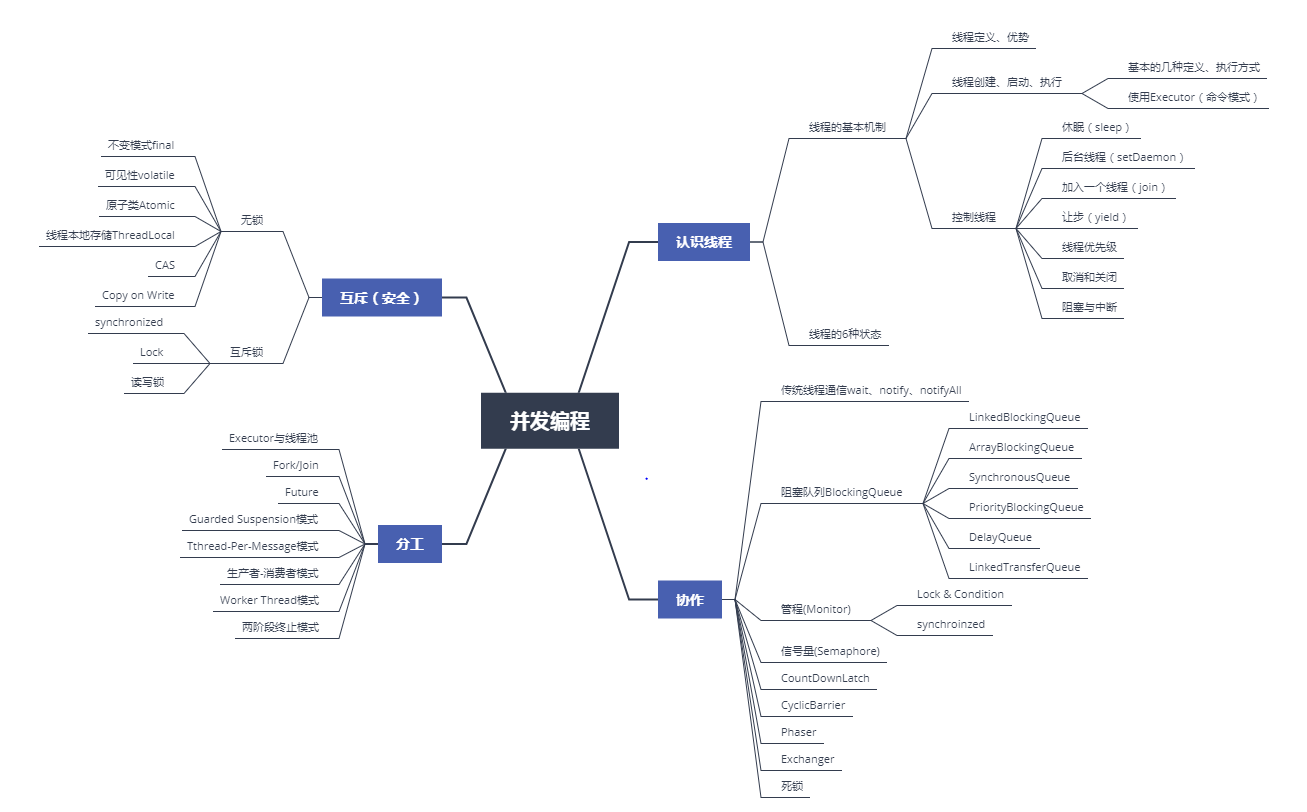 并发编程
认识线程
线程的基本机制
线程定义、优势
线程创建、启动、执行
基本的几种定义、执行方式
使用Executor（命令模式）
控制线程
休眠（sleep）
后台线程（setDaemon）
加入一个线程（join）
让步（yield）
线程优先级
取消和关闭
阻塞与中断
线程的6种状态
协作
传统线程通信wait、notify、notifyAll
阻塞队列BlockingQueue
LinkedBlockingQueue
ArrayBlockingQueue
SynchronousQueue
PriorityBlockingQueue
DelayQueue
LinkedTransferQueue
管程(Monitor)
Lock & Condition
synchroinzed
信号量(Semaphore)
CountDownLatch
CyclicBarrier
Phaser
Exchanger
死锁
互斥（安全）
无锁
不变模式final
可见性volatile
原子类Atomic
线程本地存储ThreadLocal
CAS
Copy on Write
互斥锁
synchronized
Lock
读写锁
分工
Executor与线程池
Fork/Join
Future
Guarded Suspension模式
Tthread-Per-Message模式
生产者-消费者模式
Worker Thread模式
两阶段终止模式